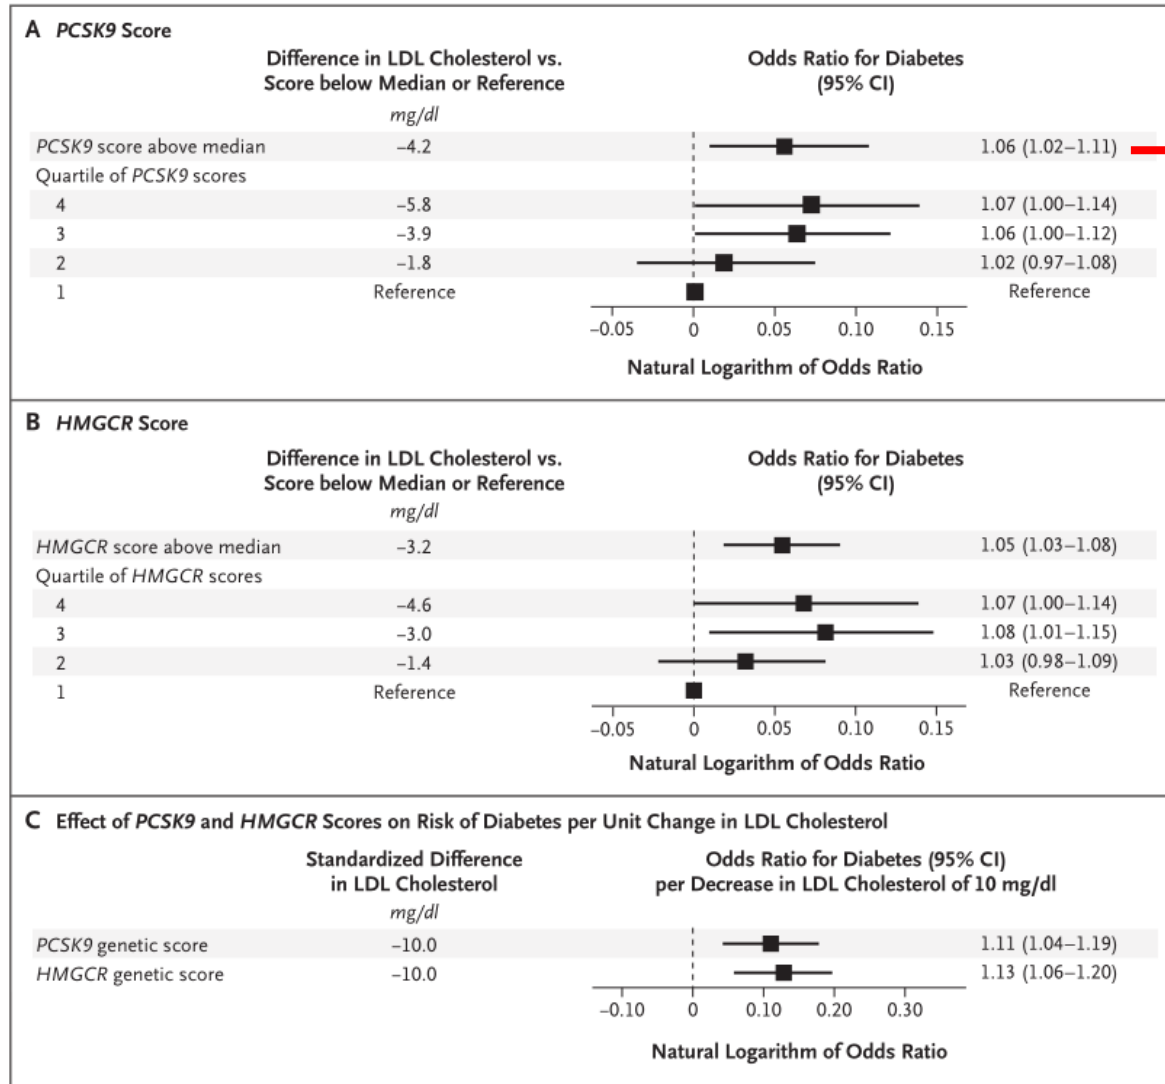 A PCSK9 Score
Difference in LDL Cholesterol vs. Score below Median or Reference
Odds Ratio for Diabetes (95% CI)
mg/dl
PCSK9 score above median –4.2 1.06 (1.02–1.11)
Quartile of PCSK9 scores
4 –5.8 1.07 (1.00–1.14)
3 –3.9 1.06 (1.00–1.12)
2 –1.8 1.02 (0.97–1.08)
1 Reference Reference
–0.05 0 0.05 0.10 0.15
Natural Logarithm of Odds Ratio
B HMGCR Score
Difference in LDL Cholesterol vs. Score below Median or Reference
Odds Ratio for Diabetes (95% CI)
mg/dl
HMGCR score above median –3.2 1.05 (1.03–1.08)
Quartile of HMGCR scores
4 –4.6 1.07 (1.00–1.14)
3 –3.0 1.08 (1.01–1.15)
2 –1.4 1.03 (0.98–1.09)
1 Reference Reference
–0.05 0 0.05 0.10 0.15
Natural Logarithm of Odds Ratio
C Effect of PCSK9 and HMGCR Scores on Risk of Diabetes per Unit Change in LDL Cholesterol
Standardized Difference in LDL Cholesterol
Odds Ratio for Diabetes (95% CI) per Decrease in LDL Cholesterol of 10 mg/dl
mg/dl
PCSK9 genetic score –10.0 1.11 (1.04–1.19)
HMGCR genetic score –10.0 1.13 (1.06–1.20)
–0.10 0 0.10 0.20 0.30
Natural Logarithm of Odds Ratio